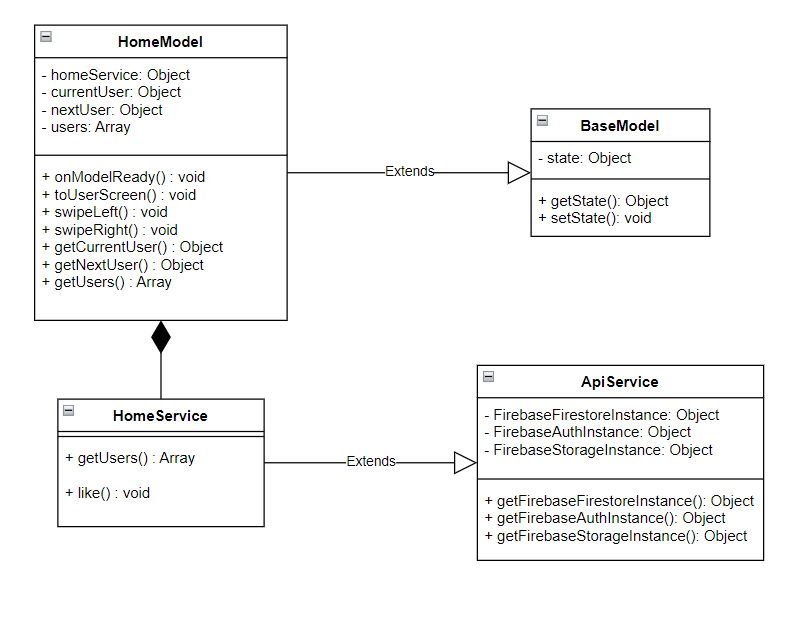 HomeModel
- homeService: Object
- currentUser: Object
- nextUser: Object
- users: Array
+ onModelReady() : void
+ toUserScreen() : void
+ swipeLeft() : void
+ swipeRight() : void
+ getCurrentUser() : Object
+ getNextUser() : Object
+ getUsers() : Array
Extends
BaseModel
- state: Object
+ getState(): Object
+ setState(): void
HomeService
+ getUsers() : Array
+ like() : void
Extends
ApiService
- FirebaseFirestoreInstance: Object
- FirebaseAuthInstance: Object
- FirebaseStorageInstance: Object
+ getFirebaseFirestoreInstance(): Object
+ getFirebaseAuthInstance(): Object
+ getFirebaseStorageInstance(): Object